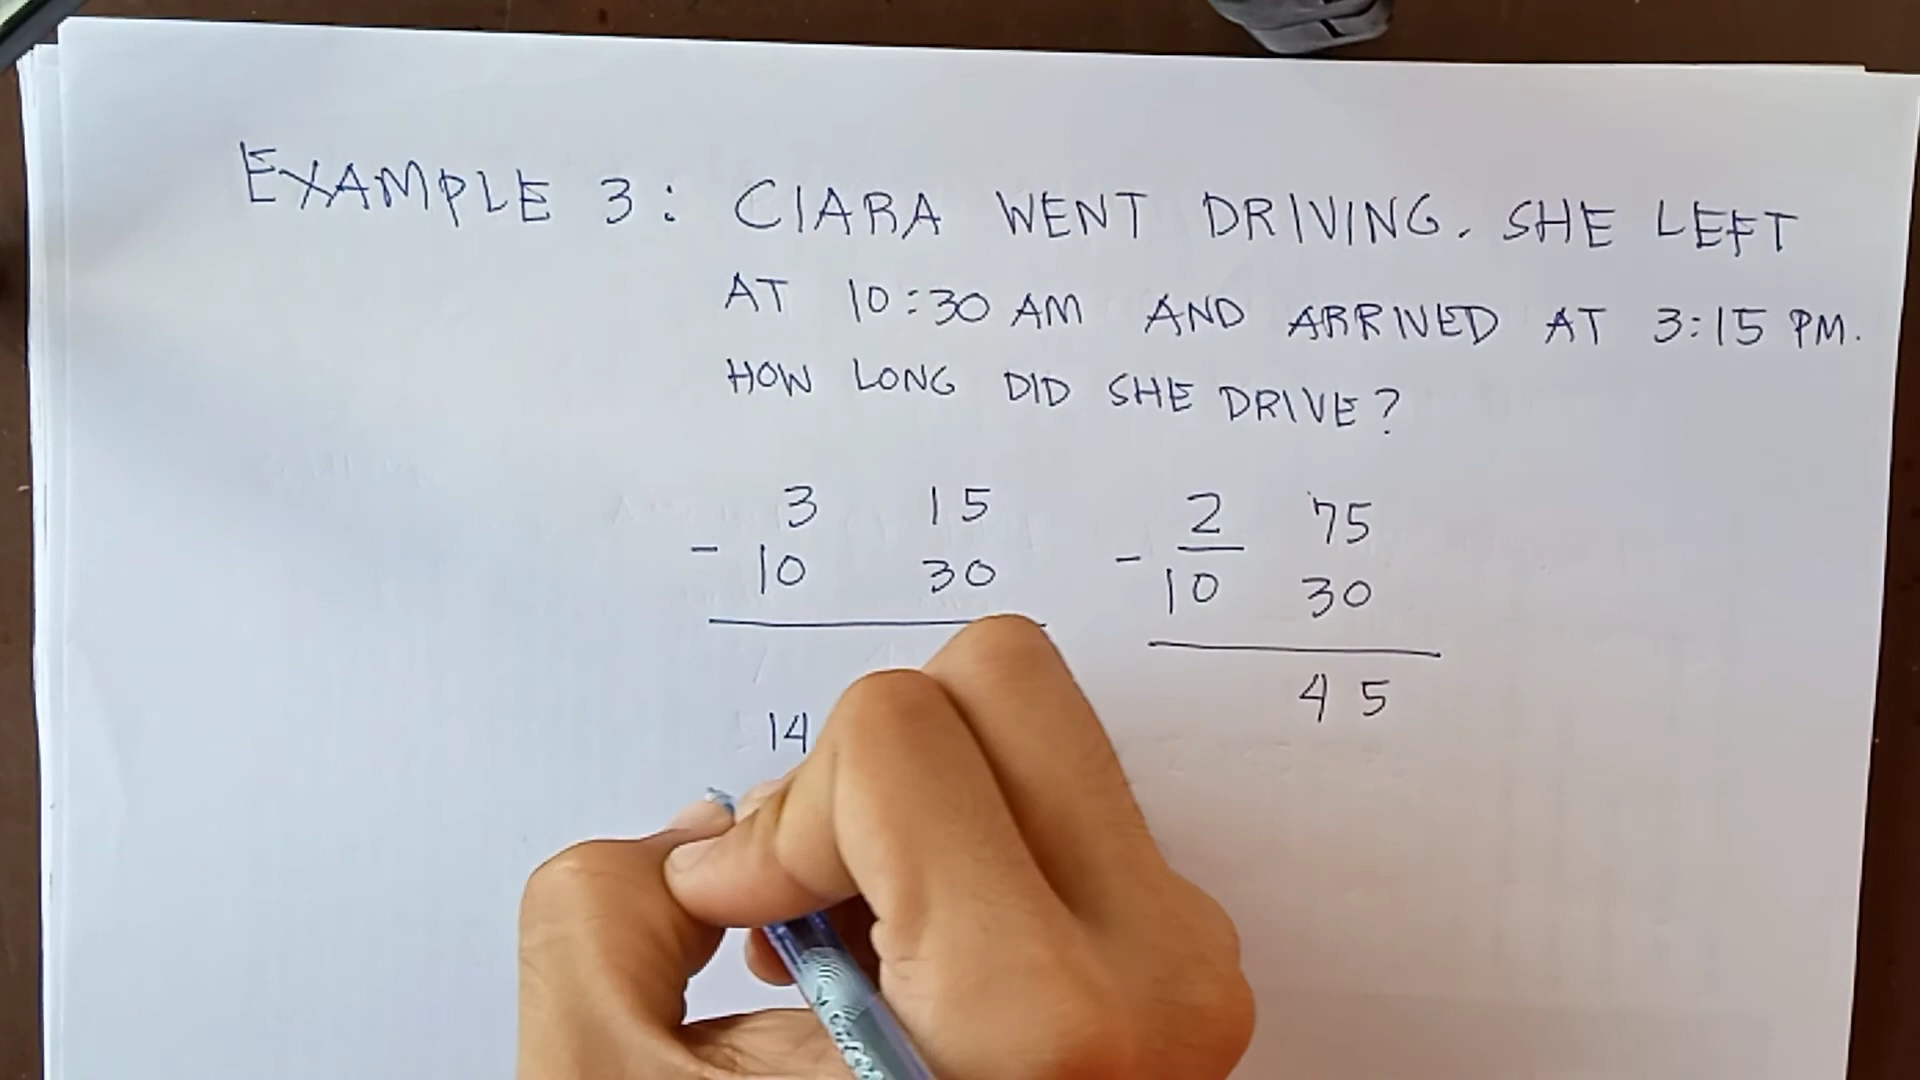 EXAMPLE 3: CIARA WENT DRIVING. SHE LEFT
AT 10:30 AM AND ARRIVED AT 3:15 PM.
HOW LONG DID SHE DRIVE?
3 15
- 10 30
14
2 75
- 10 30
45